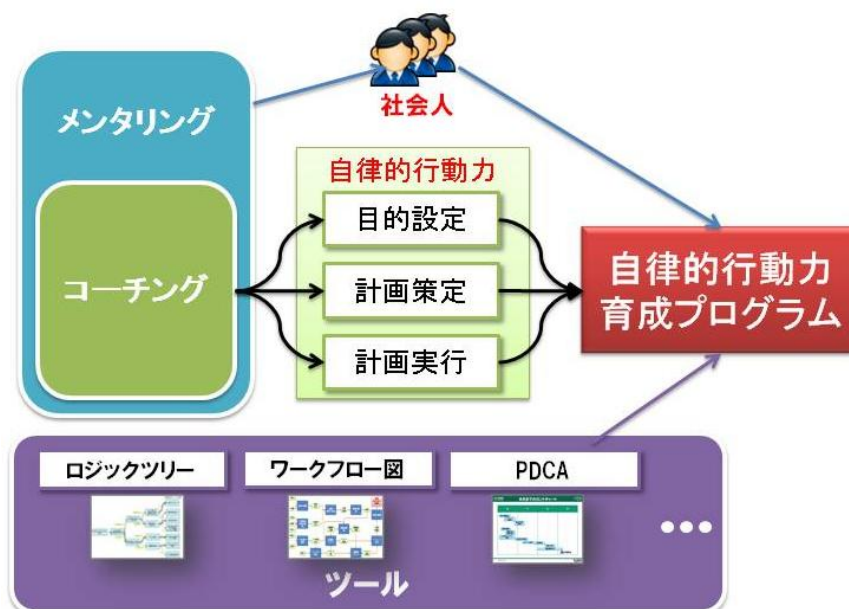 社会人
メンタリング
自律的行動力
目的設定
コーチング
計画策定
計画実行
自律的行動力
育成プログラム
ロジックツリー
ワークフロー図
PDCA
ツール